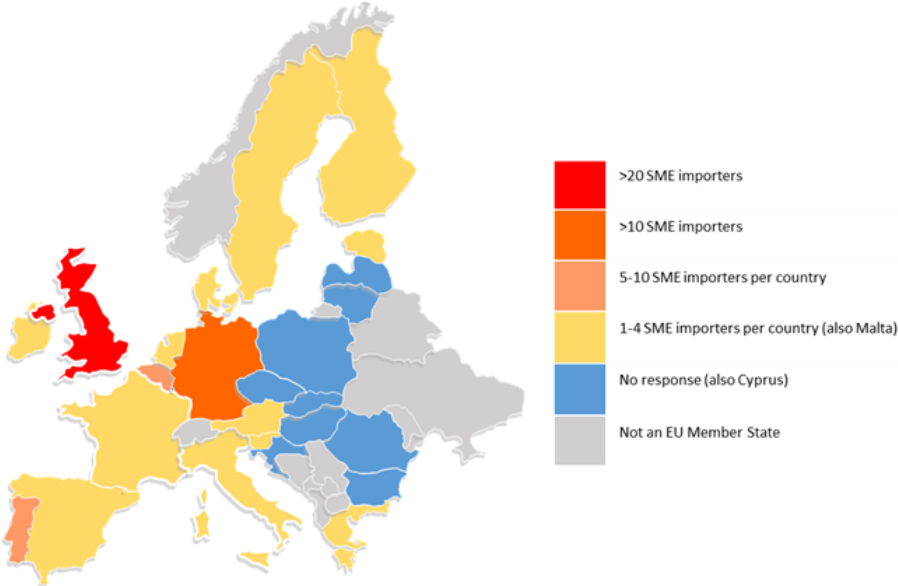 >20 SME importers
>10 SME importers
5-10 SME importers per country
1-4 SME importers per country (also Malta)
No response (also Cyprus)
Not an EU Member State